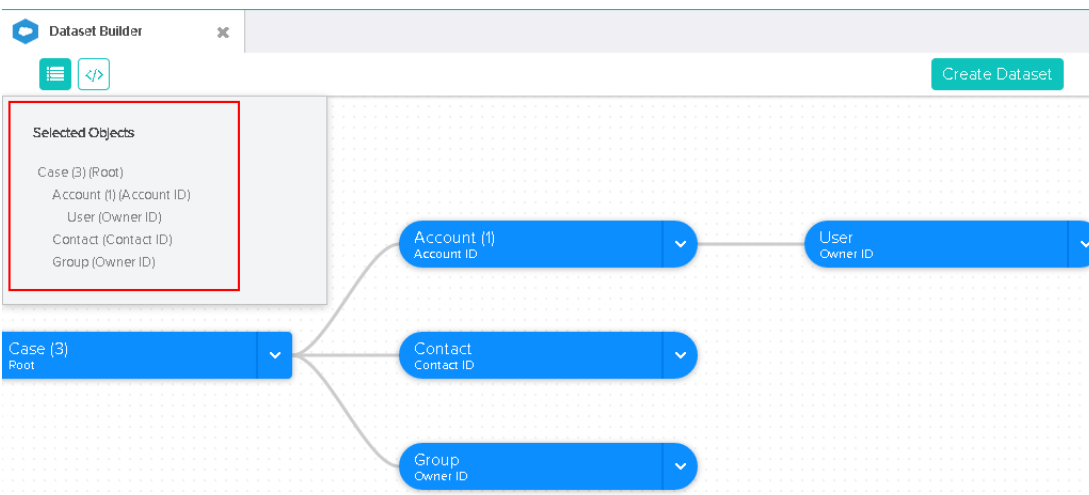 Dataset Builder
</>
Create Dataset
Selected Objects
Case (3) (Root)
Account (1) (Account ID)
User (Owner ID)
Contact (Contact ID)
Group (Owner ID)
Account (1)
Account ID
User
Owner ID
Case (3)
Root
Contact
Contact ID
Group
Owner ID